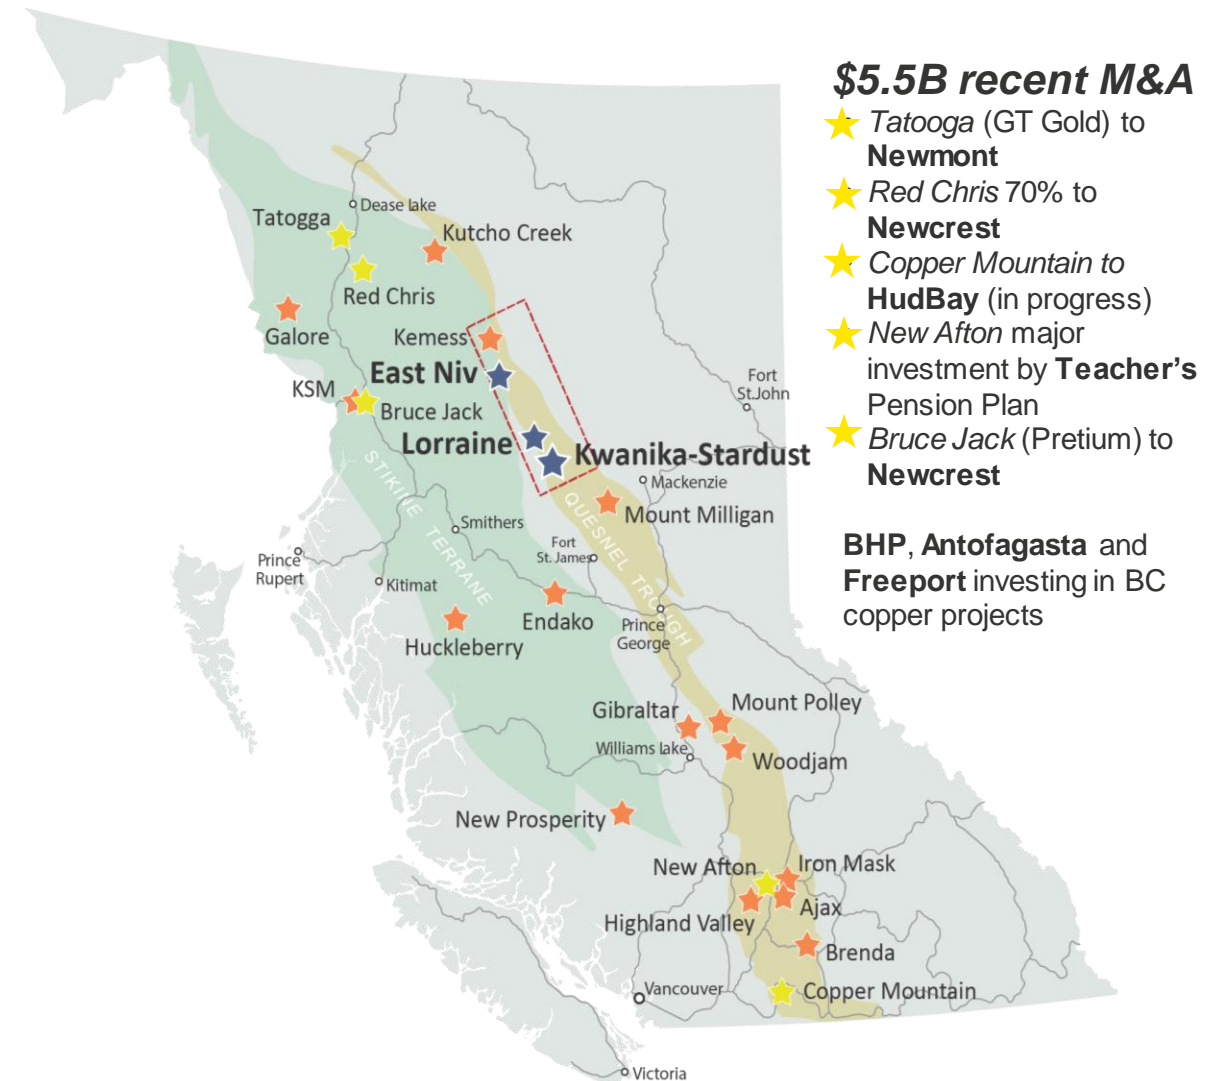 $5.5B recent M&A
Tatooga (GT Gold) to
Newmont
Red Chris 70% to
Newcrest
Copper Mountain to
HudBay (in progress)
New Afton major
investment by Teacher's
Pension Plan
Bruce Jack (Pretium) to
Newcrest
BHP, Antofagasta and
Freeport investing in BC
copper projects
Dease Lake
Tatogga
Kutcho Creek
Red Chris
Galore
Kemess
East Niv
Fort
St.John
KSM
Bruce Jack
Lorraine
Kwanika-Stardust
Mackenzie
Mount Milligan
STIKINE TERRANE
QUESNEL TROUGH
Smithers
Fort
St. James
Prince
Rupert
Kitimat
Endako
Prince
George
Huckleberry
Mount Polley
Gibraltar
Williams Lake
Woodjam
New Prosperity
New Afton
Iron Mask
Ajax
Highland Valley
Brenda
Vancouver
Copper Mountain
Victoria